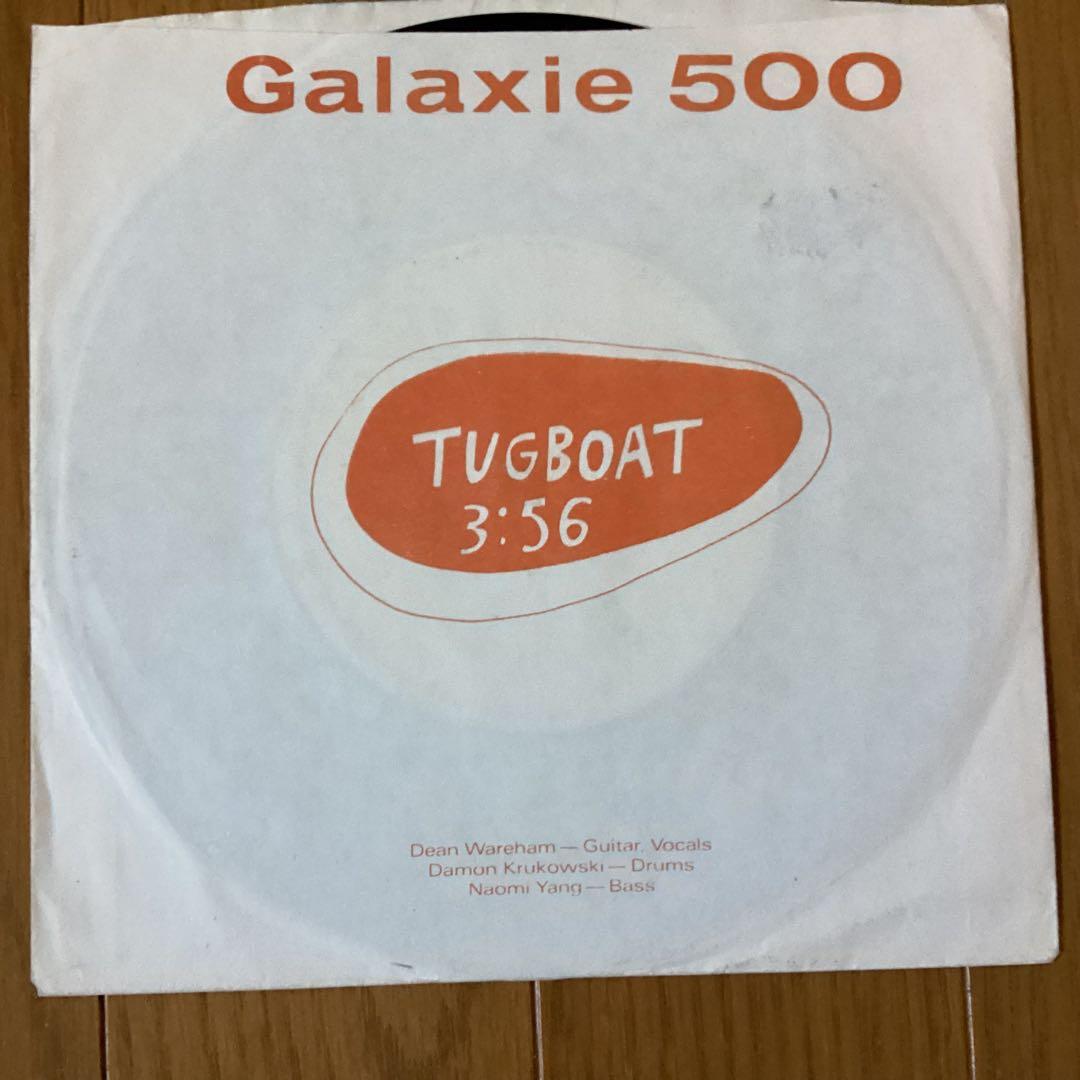 Galaxie 500
TUGBOAT
3:56
Dean Wareham — Guitar, Vocals
Damon Krukowski — Drums
Naomi Yang — Bass